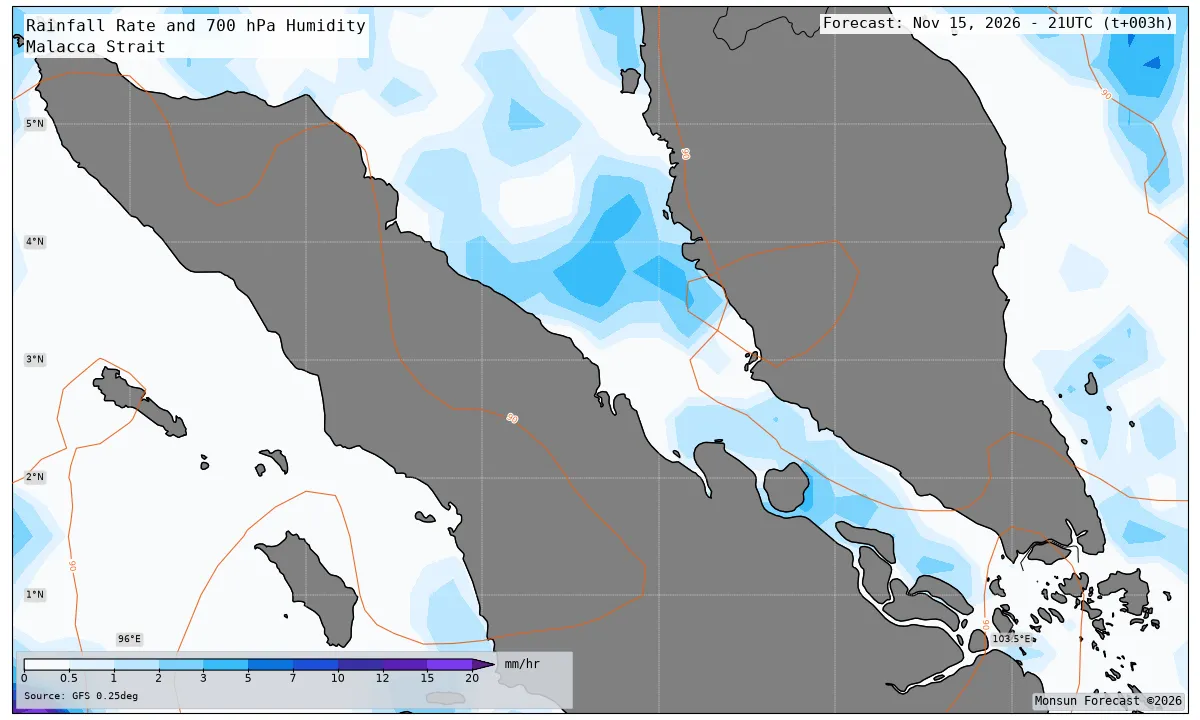 Rainfall Rate and 700 hPa Humidity
Malacca Strait
Forecast: Nov 15, 2026 - 21UTC (t+003h)
90
5°N
90
4°N
3°N
90
2°N
90
1°N
90
96°E
103.5°E
mm/hr
0 0.5 1 2 3 5 7 10 12 15 20
Source: GFS 0.25deg
Monsun Forecast ©2026